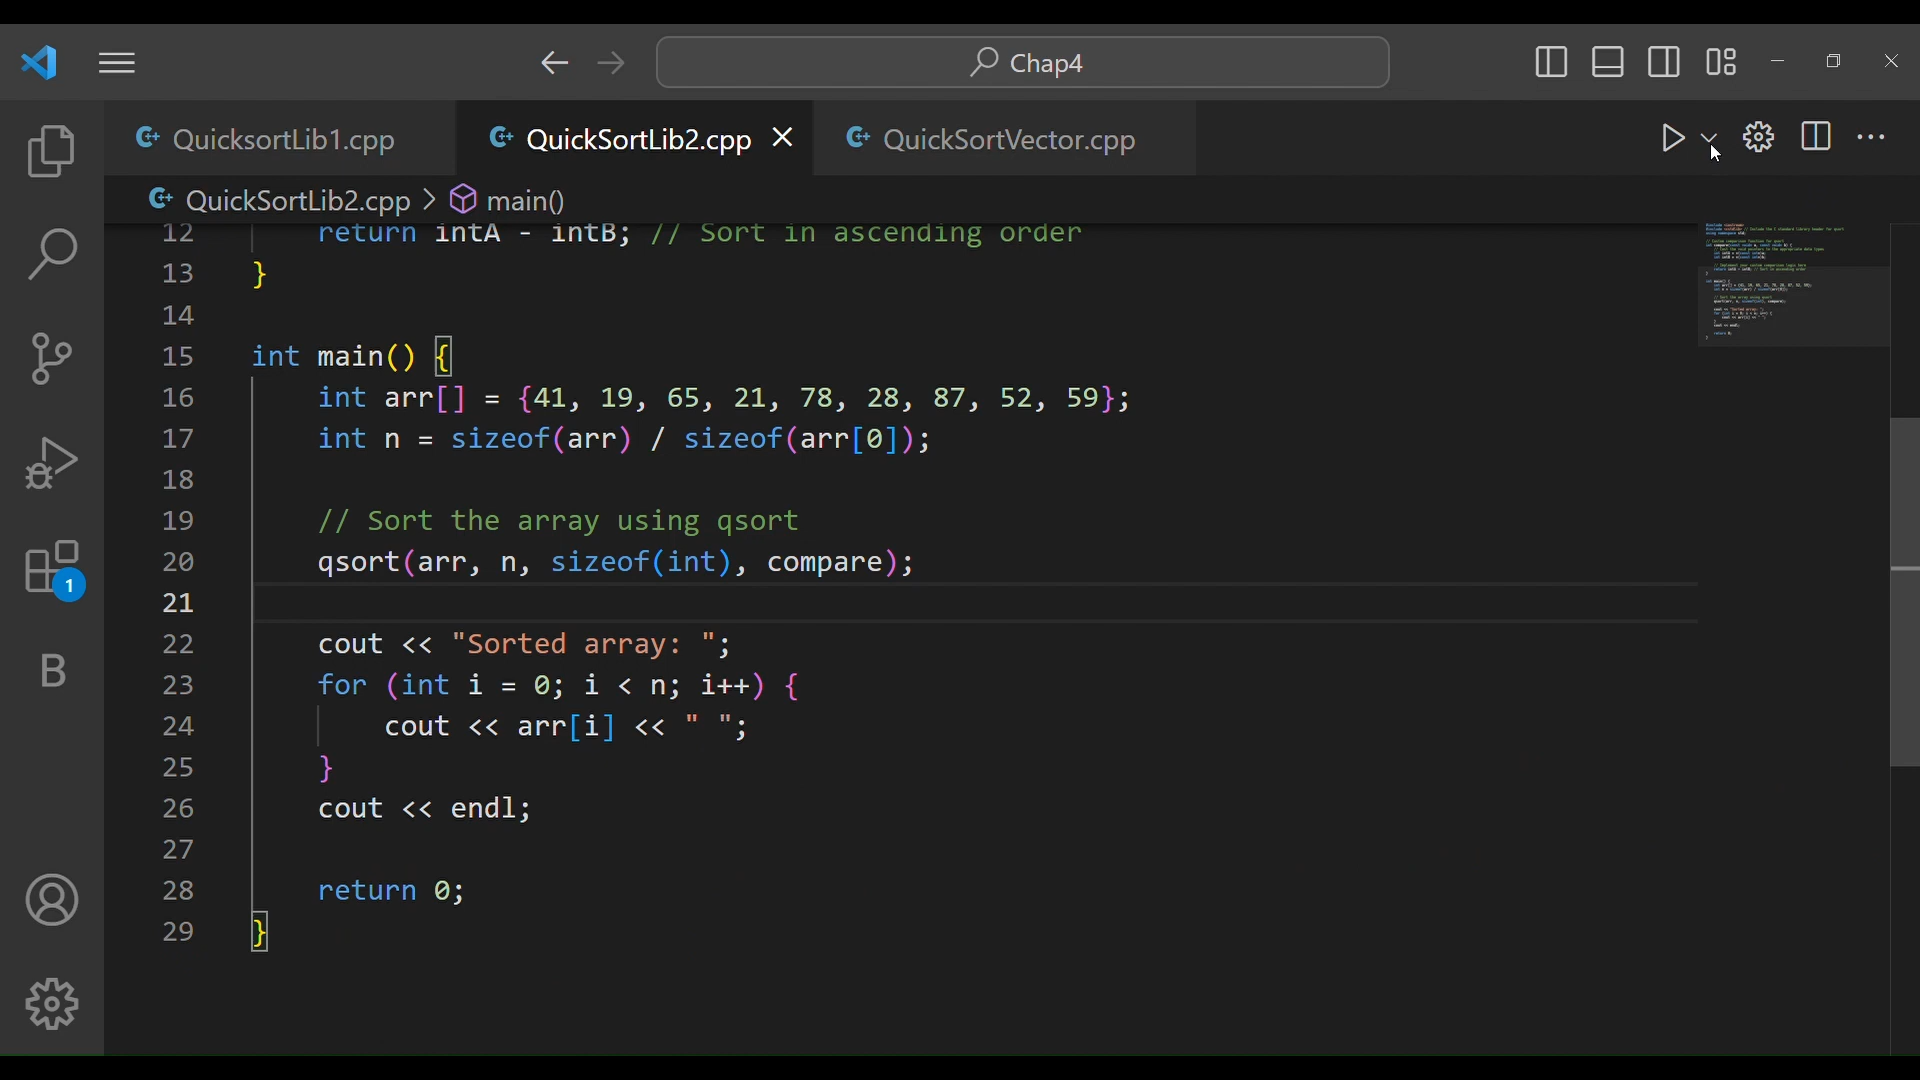 Chap4
QuicksortLib1.cpp QuickSortLib2.cpp QuickSortVector.cpp
QuickSortLib2.cpp > main()
12 return intA - intB; // Sort in ascending order
13 }
14
15 int main() {
16 int arr[] = {41, 19, 65, 21, 78, 28, 87, 52, 59};
17 int n = sizeof(arr) / sizeof(arr[0]);
18
19 // Sort the array using qsort
20 qsort(arr, n, sizeof(int), compare);
21
22 cout << "Sorted array: ";
23 for (int i = 0; i < n; i++) {
24 cout << arr[i] << " ";
25 }
26 cout << endl;
27
28 return 0;
29 }
1
B